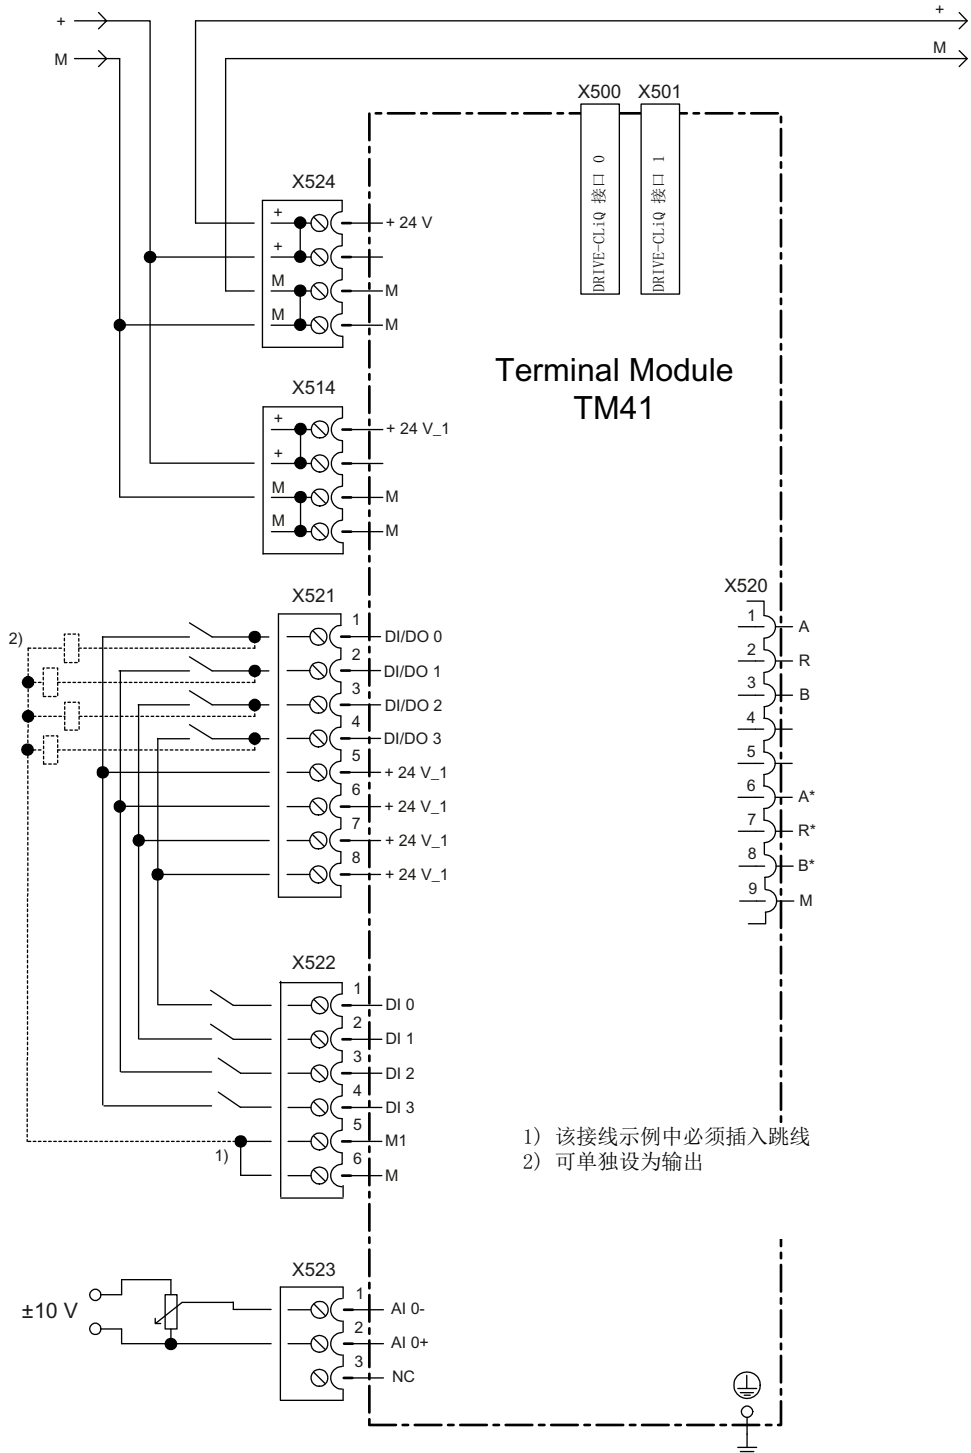 +
+
M
M
X500 X501
DRIVE-CLiQ 接口 0
DRIVE-CLiQ 接口 1
X524
+
+ 24 V
+
M
M
M
M
Terminal Module
TM41
X514
+
+ 24 V_1
+
M
M
M
M
X521
2)
1
DI/DO 0
2
DI/DO 1
3
DI/DO 2
4
DI/DO 3
5
+ 24 V_1
6
+ 24 V_1
7
+ 24 V_1
8
+ 24 V_1
X520
1
A
2
R
3
B
4
5
6
A*
7
R*
8
B*
9
M
X522
1
DI 0
2
DI 1
3
DI 2
4
DI 3
5
M1
1)
6
M
1) 该接线示例中必须插入跳线
2) 可单独设为输出
X523
±10 V
1
AI 0-
2
AI 0+
3
NC